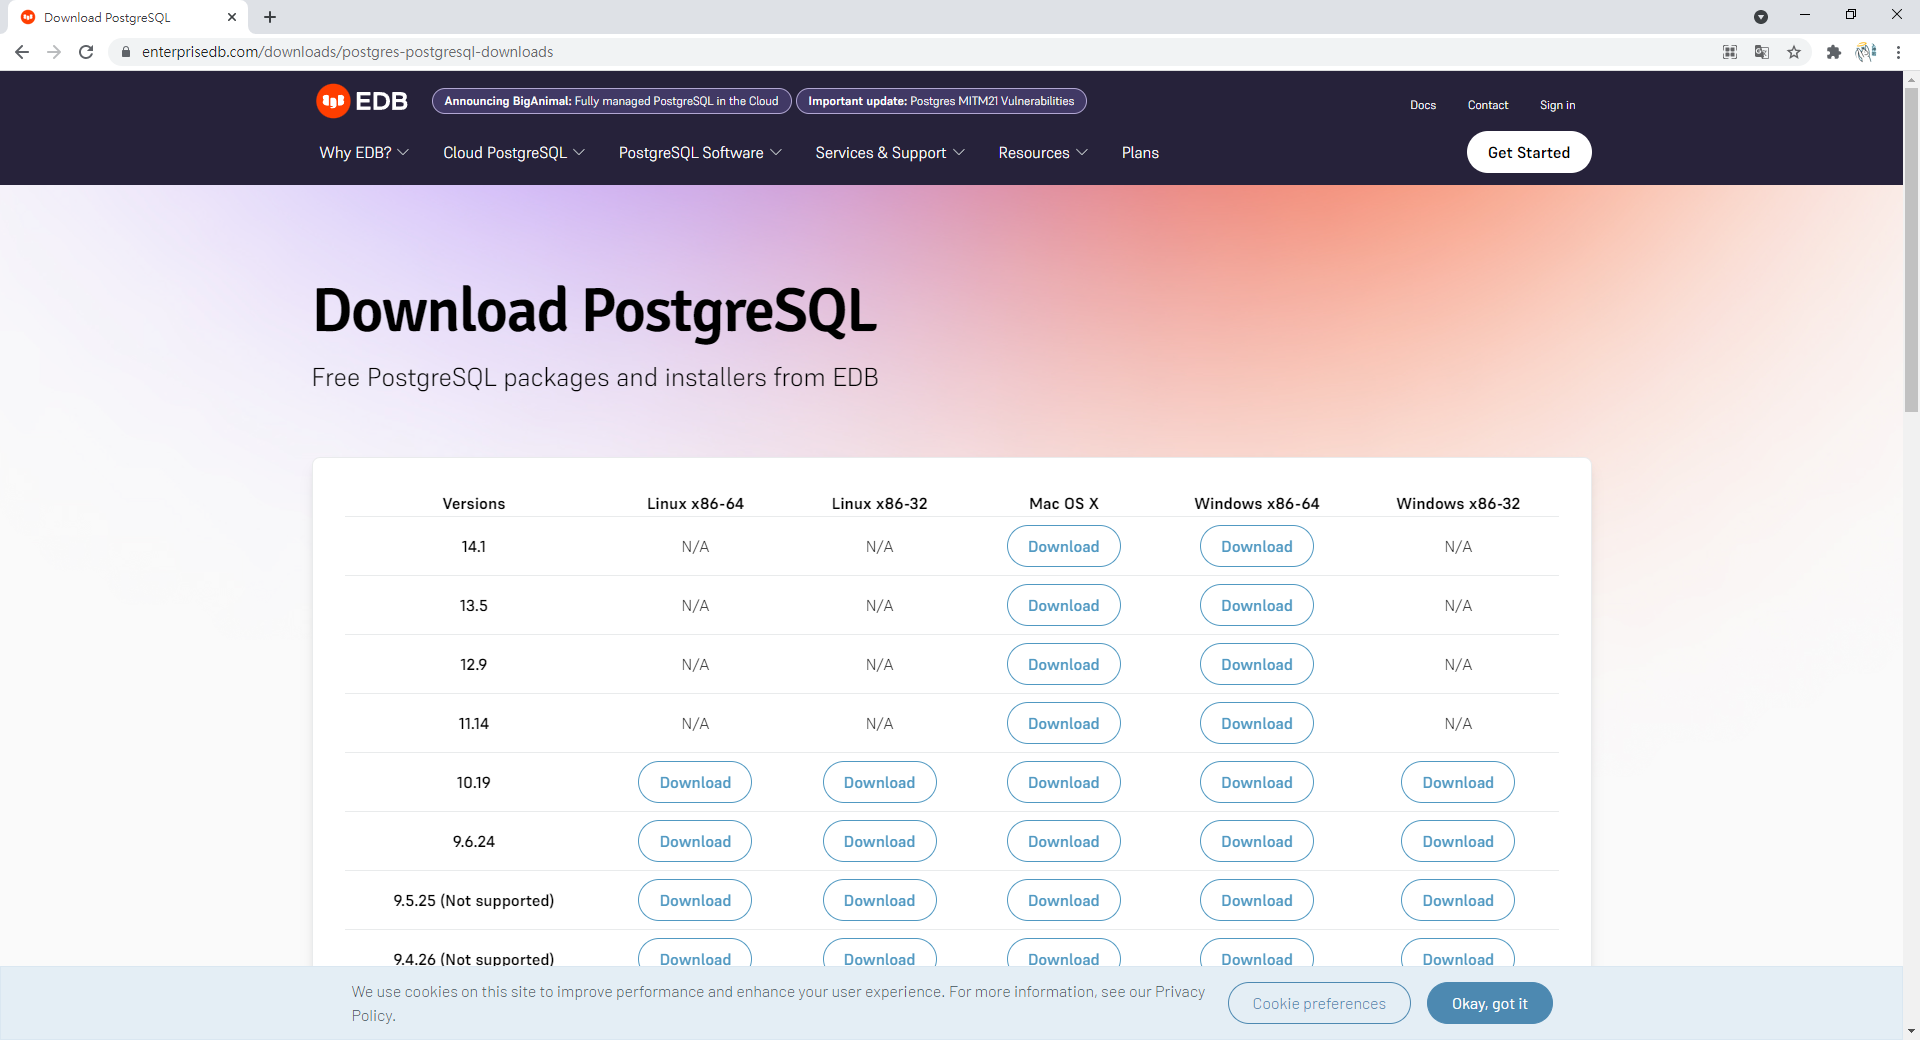 Download PostgreSQL
enterprisedb.com/downloads/postgres-postgresql-downloads
EDB
Announcing BigAnimal: Fully managed PostgreSQL in the Cloud
Important update: Postgres MITM21 Vulnerabilities
Docs
Contact
Sign in
Why EDB?
Cloud PostgreSQL
PostgreSQL Software
Services & Support
Resources
Plans
Get Started
Download PostgreSQL
Free PostgreSQL packages and installers from EDB
Versions Linux x86-64 Linux x86-32 Mac OS X Windows x86-64 Windows x86-32
14.1 N/A N/A Download Download N/A
13.5 N/A N/A Download Download N/A
12.9 N/A N/A Download Download N/A
11.14 N/A N/A Download Download N/A
10.19 Download Download Download Download Download
9.6.24 Download Download Download Download Download
9.5.25 (Not supported) Download Download Download Download Download
9.4.26 (Not supported) Download Download Download Download Download
We use cookies on this site to improve performance and enhance your user experience. For more information, see our Privacy
Policy.
Cookie preferences
Okay, got it